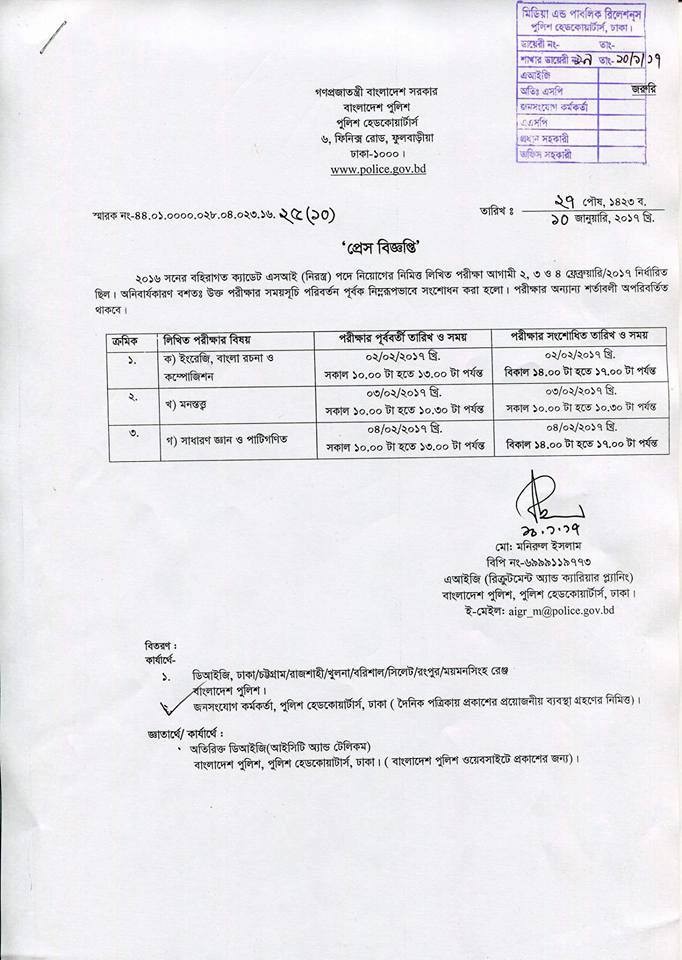 মিডিয়া এন্ড পাবলিক রিলেশন্স
পুলিশ হেডকোয়ার্টার্স, ঢাকা।
ডায়েরী নং- তাং-
শাখার ডায়েরী তাং- ১০/১/১৭
এআইজি
অতিঃ এসপি জরুরি
জনসংযোগ কর্মকর্তা
এএসপি
প্রধান সহকারী
অফিস সহকারী
গণপ্রজাতন্ত্রী বাংলাদেশ সরকার
বাংলাদেশ পুলিশ
পুলিশ হেডকোয়ার্টার্স
৬, ফিনিক্স রোড, ফুলবাড়ীয়া
ঢাকা-১০০০।
www.police.gov.bd
স্মারক নং-৪৪.০১.০০০০.০২৮.০৪.০২৩.১৬. ২৫(১০)
তারিখ ঃ ২৭ পৌষ, ১৪২৩ ব.
১০ জানুয়ারি, ২০১৭ খ্রি.
‘প্রেস বিজ্ঞপ্তি’
২০১৬ সনের বহিরাগত ক্যাডেট এসআই (নিরস্ত্র) পদে নিয়োগের নিমিত্ত লিখিত পরীক্ষা আগামী ২, ৩ ও ৪ ফেব্রুয়ারি/২০১৭ নির্ধারিত
ছিল। অনিবার্যকারণ বশতঃ উক্ত পরীক্ষার সময়সূচি পরিবর্তন পূর্বক নিম্নরূপভাবে সংশোধন করা হলো। পরীক্ষার অন্যান্য শর্তাবলী অপরিবর্তিত
থাকবে।
ক্রমিক লিখিত পরীক্ষার বিষয় পরীক্ষার পূর্ববর্তী তারিখ ও সময় পরীক্ষার সংশোধিত তারিখ ও সময়
১. ক) ইংরেজি, বাংলা রচনা ও ০২/০২/২০১৭ খ্রি. ০২/০২/২০১৭ খ্রি.
কম্পোজিশন সকাল ১০.০০ টা হতে ১৩.০০ টা পর্যন্ত বিকাল ১৪.০০ টা হতে ১৭.০০ টা পর্যন্ত
২. খ) মনস্তত্ত্ব ০৩/০২/২০১৭ খ্রি. ০৩/০২/২০১৭ খ্রি.
সকাল ১০.০০ টা হতে ১০.৩০ টা পর্যন্ত সকাল ১০.০০ টা হতে ১০.৩০ টা পর্যন্ত
৩. গ) সাধারণ জ্ঞান ও পাটিগণিত ০৪/০২/২০১৭ খ্রি. ০৪/০২/২০১৭ খ্রি.
সকাল ১০.০০ টা হতে ১৩.০০ টা পর্যন্ত বিকাল ১৪.০০ টা হতে ১৭.০০ টা পর্যন্ত
১০.১.১৭
মো: মনিরুল ইসলাম
বিপি নং-৬৯৯৯১১৯৭৭৩
এআইজি (রিক্রুটমেন্ট অ্যান্ড ক্যারিয়ার প্ল্যানিং)
বাংলাদেশ পুলিশ, পুলিশ হেডকোয়ার্টার্স, ঢাকা।
ই-মেইল: aigr_m@police.gov.bd
বিতরণ :
কার্যার্থে-
১. ডিআইজি, ঢাকা/চট্টগ্রাম/রাজশাহী/খুলনা/বরিশাল/সিলেট/রংপুর/ময়মনসিংহ রেঞ্জ
বাংলাদেশ পুলিশ।
জনসংযোগ কর্মকর্তা, পুলিশ হেডকোয়ার্টার্স, ঢাকা ( দৈনিক পত্রিকায় প্রকাশের প্রয়োজনীয় ব্যবস্থা গ্রহণের নিমিত্ত)।
জ্ঞাতার্থে/ কার্যার্থে :
অতিরিক্ত ডিআইজি(আইসিটি অ্যান্ড টেলিকম)
বাংলাদেশ পুলিশ, পুলিশ হেডকোয়ার্টার্স, ঢাকা। ( বাংলাদেশ পুলিশ ওয়েবসাইটে প্রকাশের জন্য)।